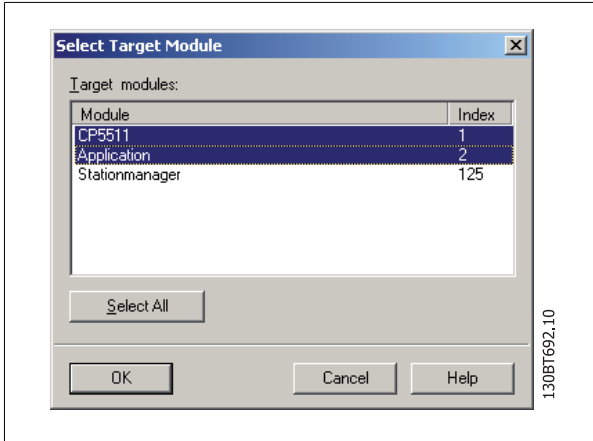 Select Target Module
Target modules:
Module Index
CP5511 1
Application 2
Stationmanager 125
Select All
OK Cancel Help
130BT692.10